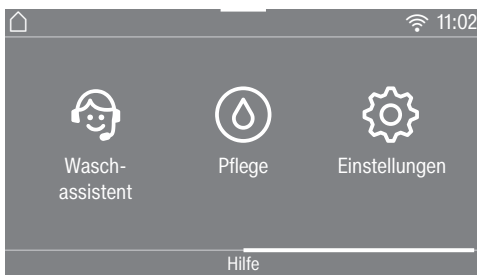 11:02
Wasch-
assistent
Pflege
Einstellungen
Hilfe